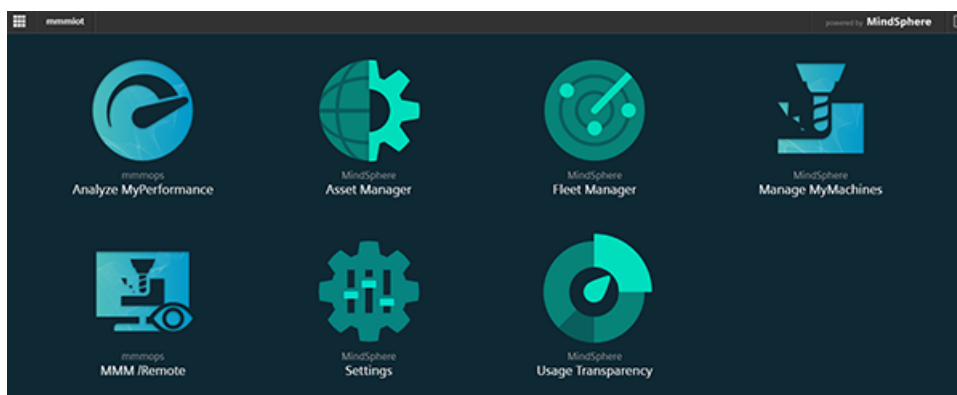 mmmiot
powered by MindSphere
mmmops
Analyze MyPerformance
MindSphere
Asset Manager
MindSphere
Fleet Manager
MindSphere
Manage MyMachines
mmmops
MMM /Remote
MindSphere
Settings
MindSphere
Usage Transparency